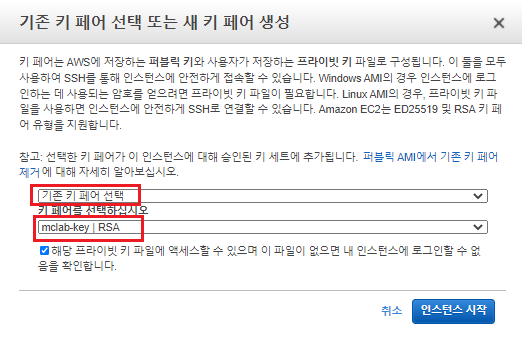 기존 키 페어 선택 또는 새 키 페어 생성
키 페어는 AWS에 저장하는 퍼블릭 키와 사용자가 저장하는 프라이빗 키 파일로 구성됩니다. 이 둘을 모두
사용하여 SSH를 통해 인스턴스에 안전하게 접속할 수 있습니다. Windows AMI의 경우 인스턴스에 로그
인하는 데 사용되는 암호를 얻으려면 프라이빗 키 파일이 필요합니다. Linux AMI의 경우, 프라이빗 키 파
일을 사용하면 인스턴스에 안전하게 SSH로 연결할 수 있습니다. Amazon EC2는 ED25519 및 RSA 키 페
어 유형을 지원합니다.
참고: 선택한 키 페어가 이 인스턴스에 대해 승인된 키 세트에 추가됩니다. 퍼블릭 AMI에서 기존 키 페어
제거에 대해 자세히 알아보십시오.
기존 키 페어 선택
키 페어를 선택하십시오
mclab-key | RSA
해당 프라이빗 키 파일에 액세스할 수 있으며 이 파일이 없으면 내 인스턴스에 로그인할 수 없
음을 확인합니다.
취소 인스턴스 시작